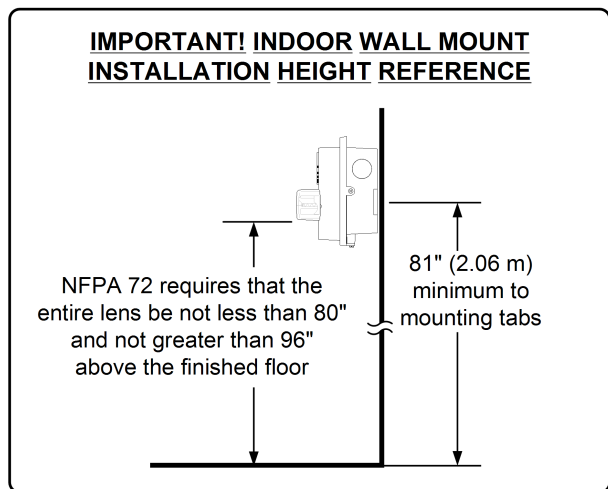 IMPORTANT! INDOOR WALL MOUNT
INSTALLATION HEIGHT REFERENCE
NFPA 72 requires that the
entire lens be not less than 80"
and not greater than 96"
above the finished floor
81" (2.06 m)
minimum to
mounting tabs